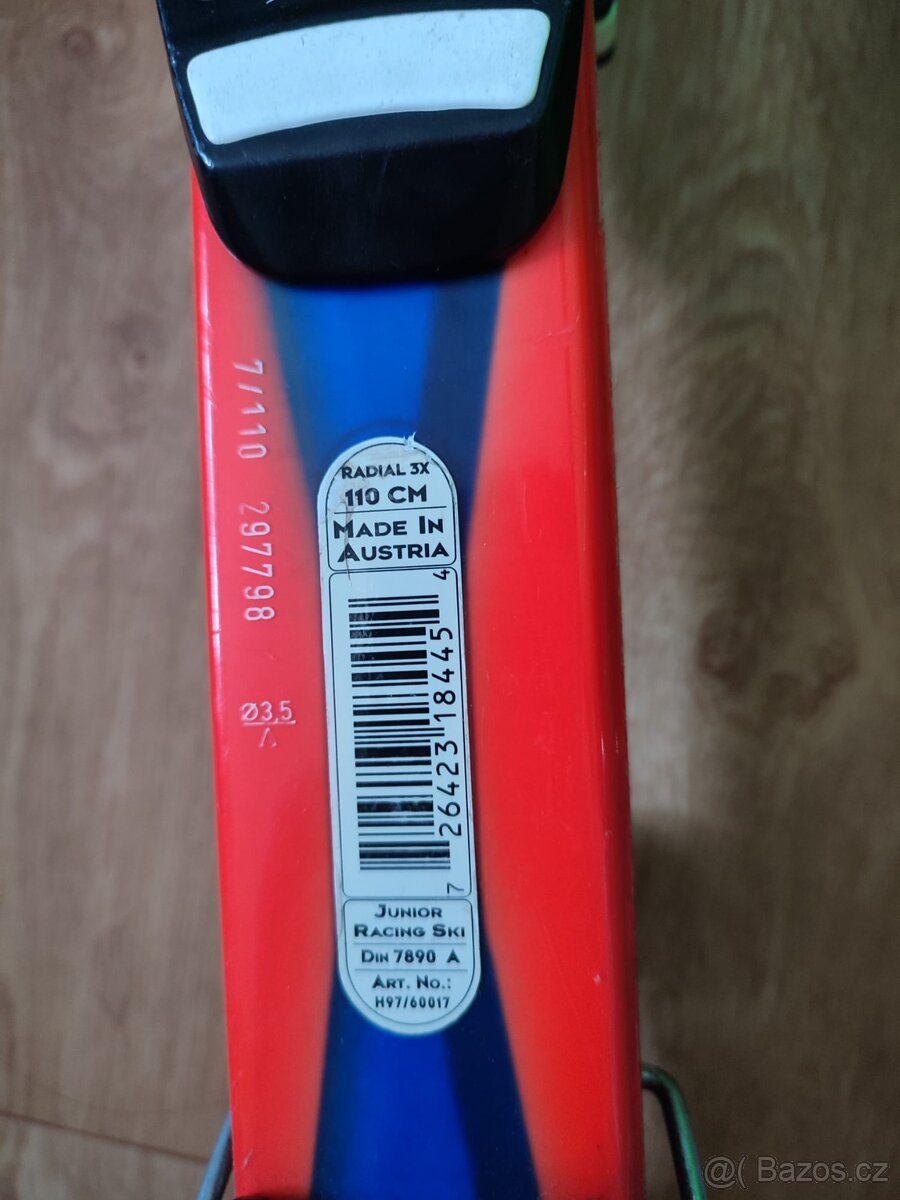 7/110 297798
Ø3,5
RADIAL 3X
110 CM
MADE IN
AUSTRIA
7 26423 18445 4
JUNIOR
RACING SKI
DIN 7890 A
ART. NO.:
H97/60017
@( Bazos.cz